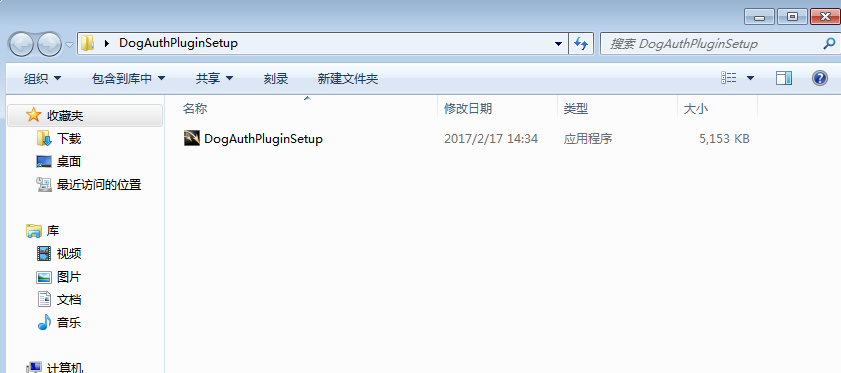 DogAuthPluginSetup
搜索 DogAuthPluginSetup
组织 包含到库中 共享 刻录 新建文件夹
收藏夹
下载
桌面
最近访问的位置
库
视频
图片
文档
音乐
计算机
名称 修改日期 类型 大小
DogAuthPluginSetup 2017/2/17 14:34 应用程序 5,153 KB